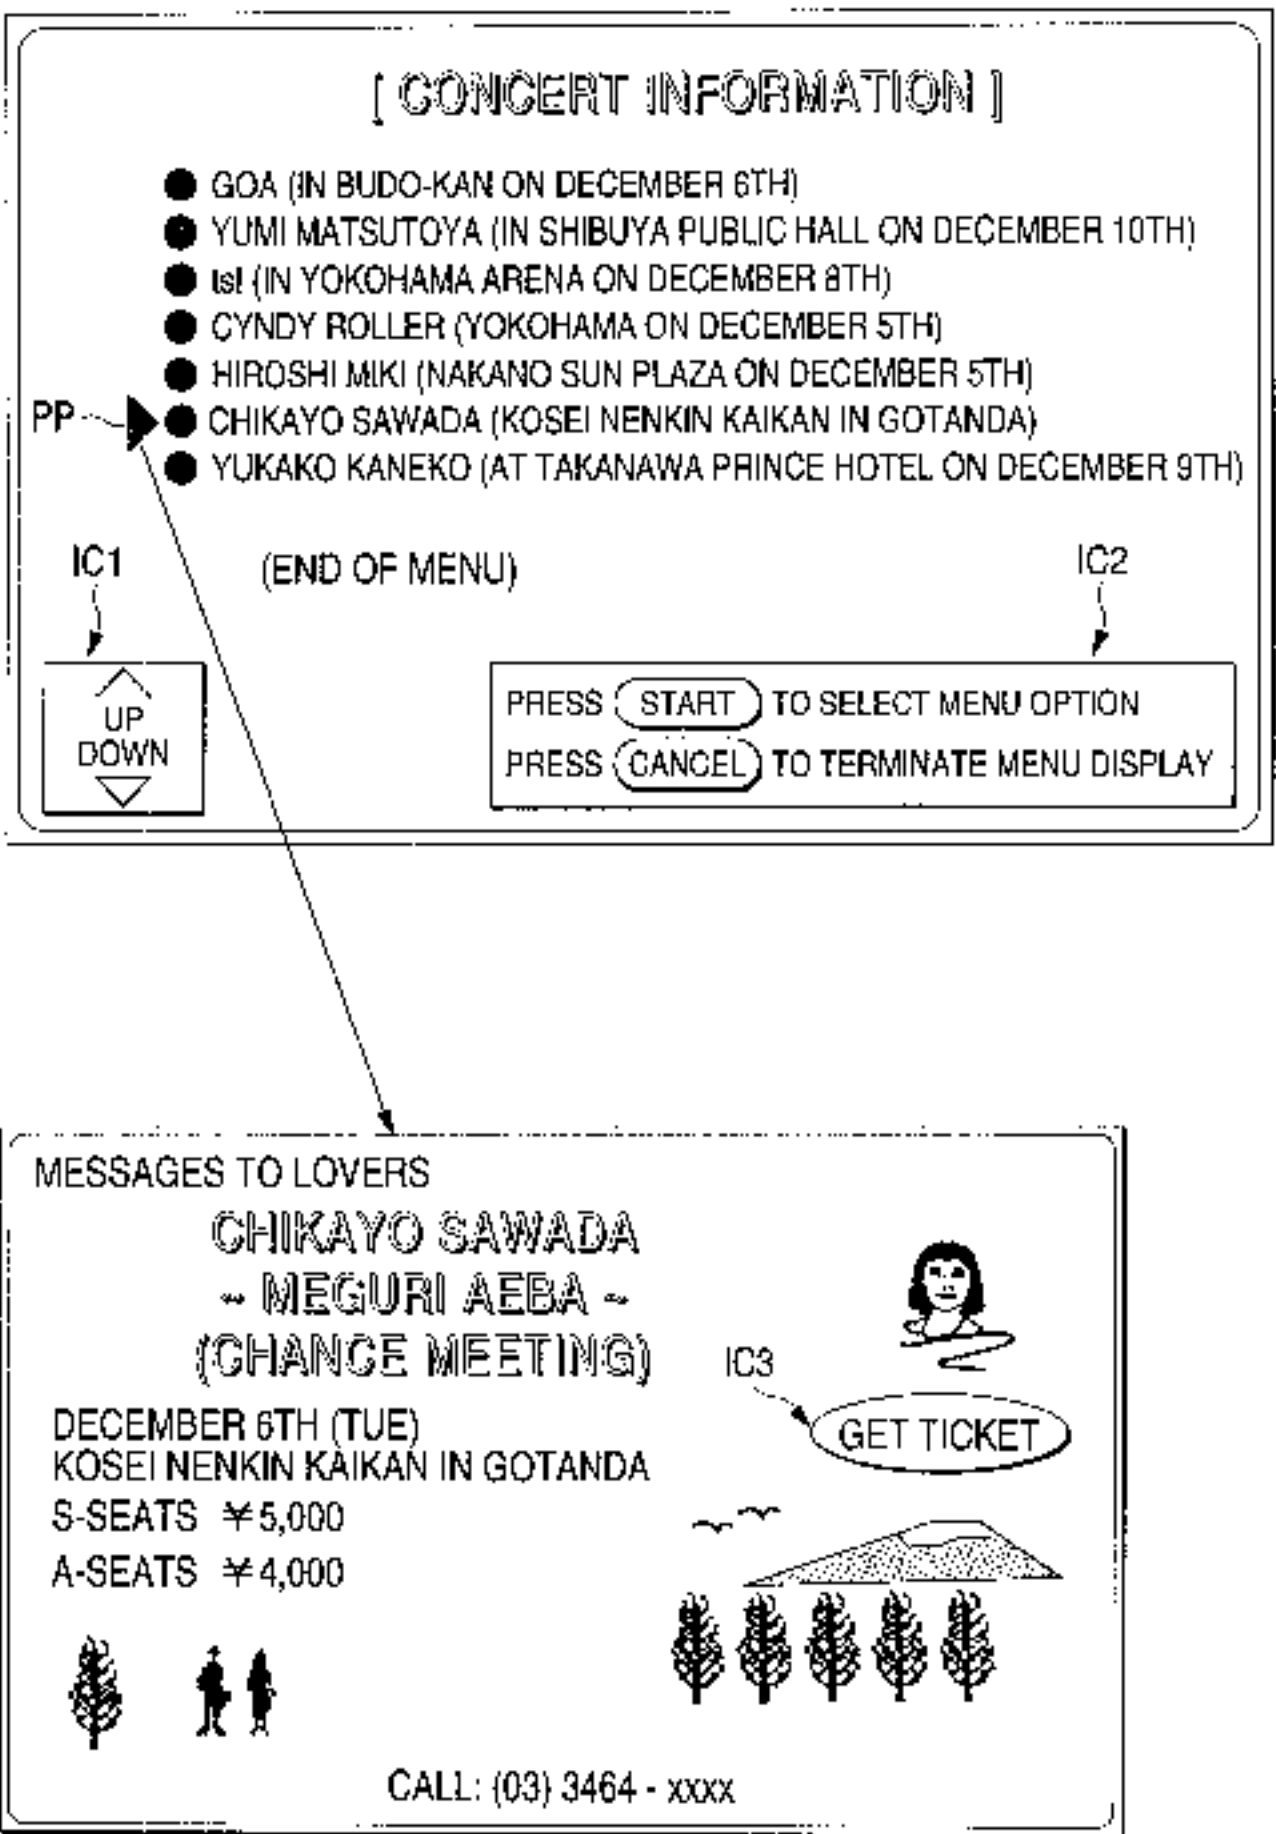 [ CONCERT INFORMATION ]
● GOA (IN BUDO-KAN ON DECEMBER 6TH)
● YUMI MATSUTOYA (IN SHIBUYA PUBLIC HALL ON DECEMBER 10TH)
● tst (IN YOKOHAMA ARENA ON DECEMBER 8TH)
● CYNDY ROLLER (YOKOHAMA ON DECEMBER 5TH)
● HIROSHI MIKI (NAKANO SUN PLAZA ON DECEMBER 5TH)
PP ● CHIKAYO SAWADA (KOSEI NENKIN KAIKAN IN GOTANDA)
● YUKAKO KANEKO (AT TAKANAWA PRINCE HOTEL ON DECEMBER 9TH)
IC1 (END OF MENU) IC2
UP
DOWN
PRESS START TO SELECT MENU OPTION
PRESS CANCEL TO TERMINATE MENU DISPLAY
MESSAGES TO LOVERS
CHIKAYO SAWADA
~ MEGURI AEBA ~
(CHANCE MEETING)
IC3
GET TICKET
DECEMBER 6TH (TUE)
KOSEI NENKIN KAIKAN IN GOTANDA
S-SEATS ¥5,000
A-SEATS ¥4,000
CALL: (03) 3464 - xxxx